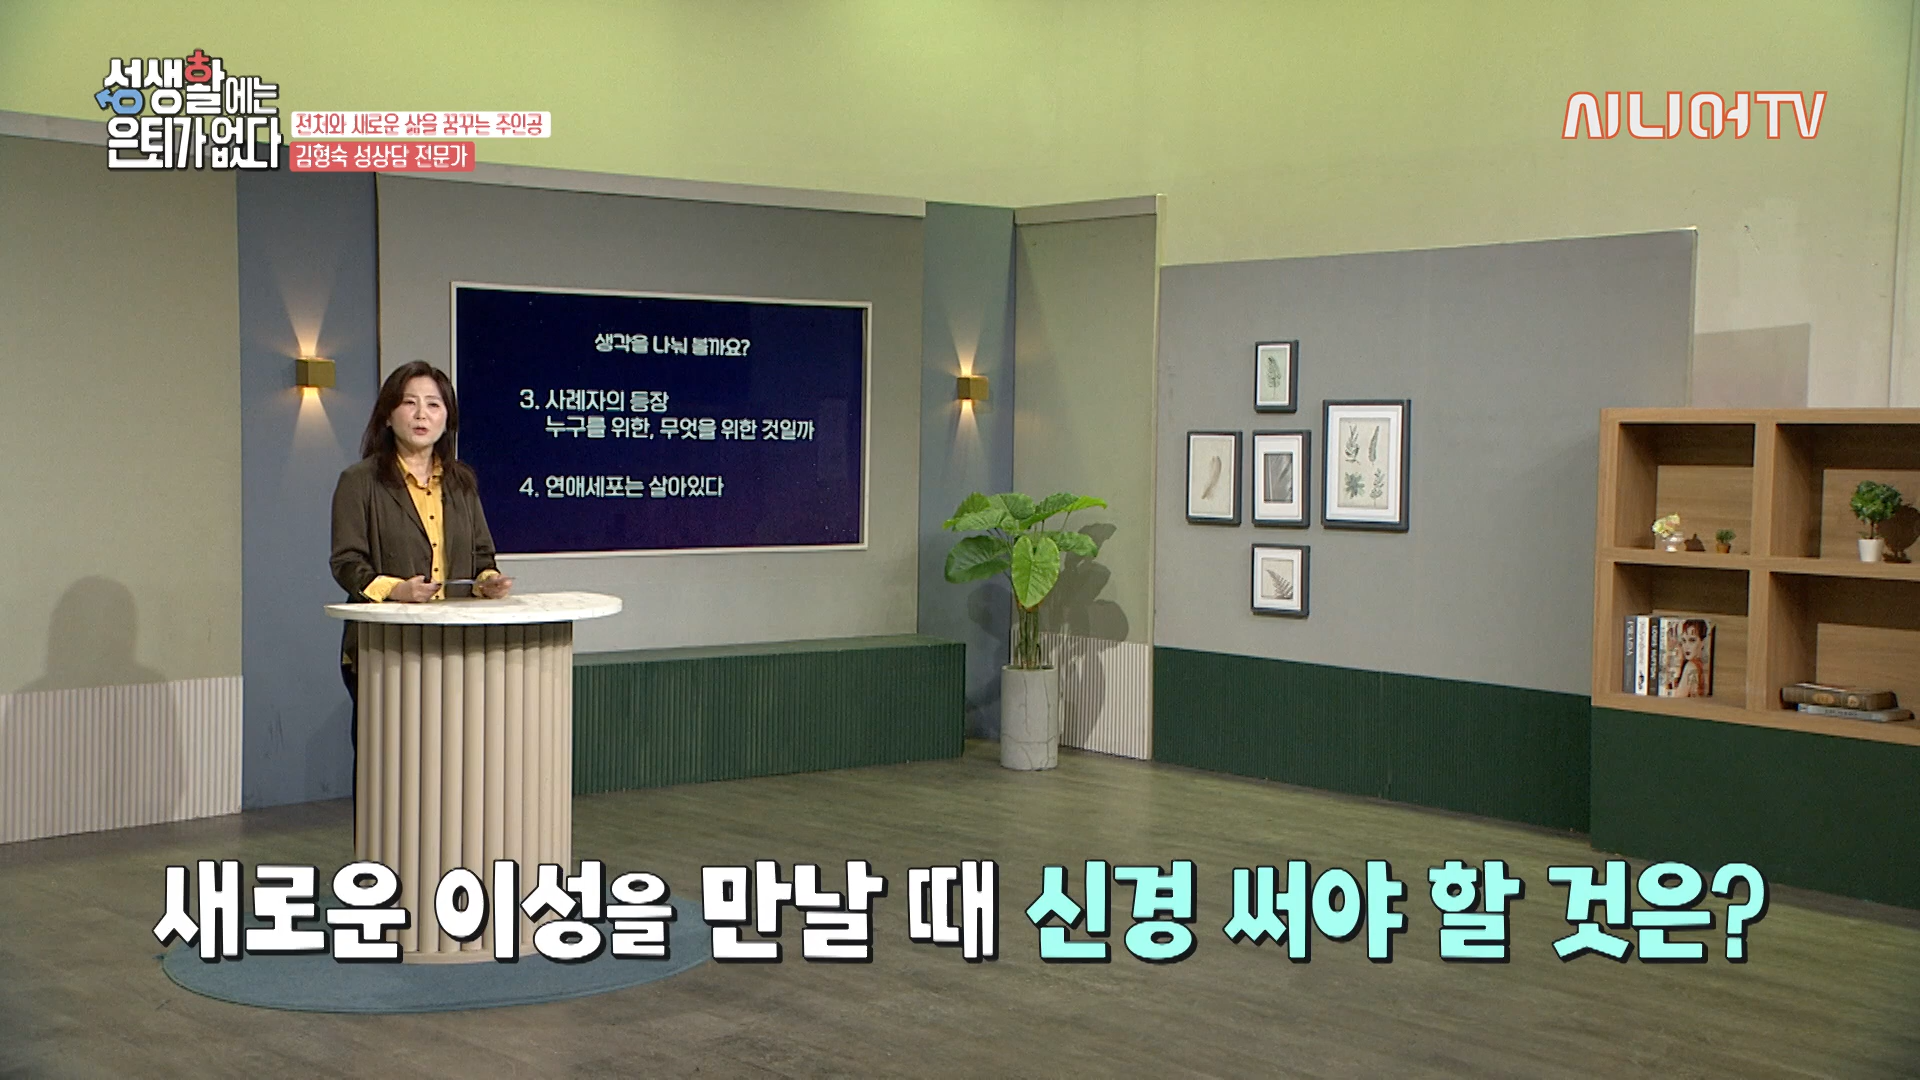 성생활에는
은퇴가 없다
전처와 새로운 삶을 꿈꾸는 주인공
김형숙 성상담 전문가
시니어TV
생각을 나눠 볼까요?
3. 사례자의 등장
누구를 위한, 무엇을 위한 것일까
4. 연애세포는 살아있다
새로운 이성을 만날 때 신경 써야 할 것은?